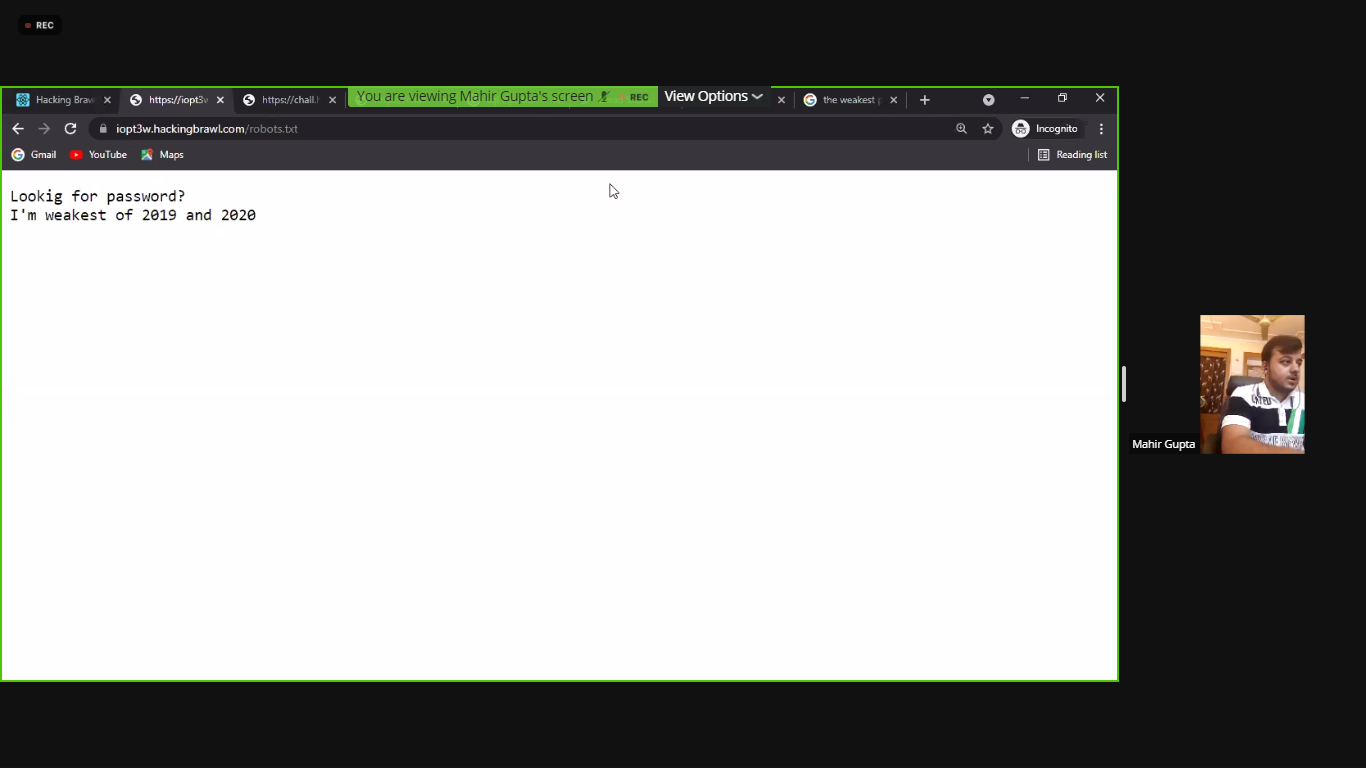 REC
Hacking Braw
https://iopt3w
https://chall.h
You are viewing Mahir Gupta's screen
REC
View Options
the weakest p
iopt3w.hackingbrawl.com/robots.txt
Incognito
Gmail
YouTube
Maps
Reading list
Lookig for password?
I'm weakest of 2019 and 2020
Mahir Gupta